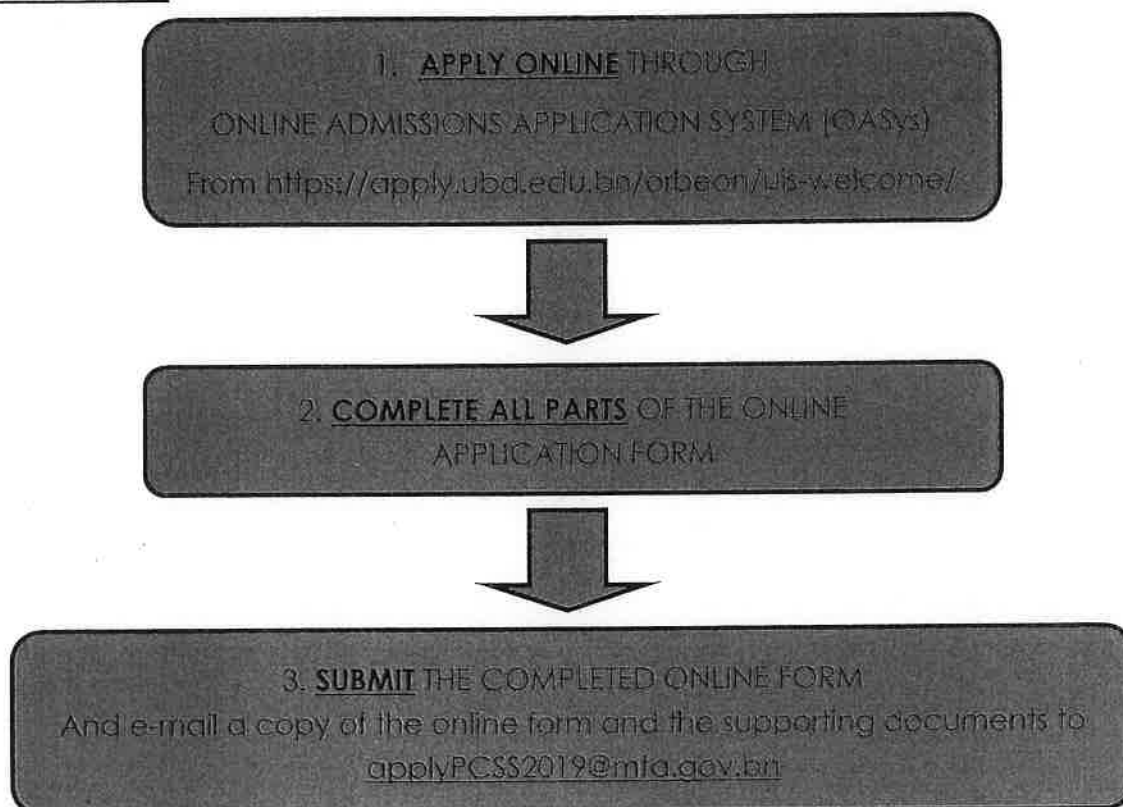 1. APPLY ONLINE THROUGH
ONLINE ADMISSIONS APPLICATION SYSTEM (OASys)
From https://apply.ubd.edu.bn/orbeon/uis-welcome/
2. COMPLETE ALL PARTS OF THE ONLINE
APPLICATION FORM
3. SUBMIT THE COMPLETED ONLINE FORM
And e-mail a copy of the online form and the supporting documents to
applyPCSS2019@mfa.gov.bn